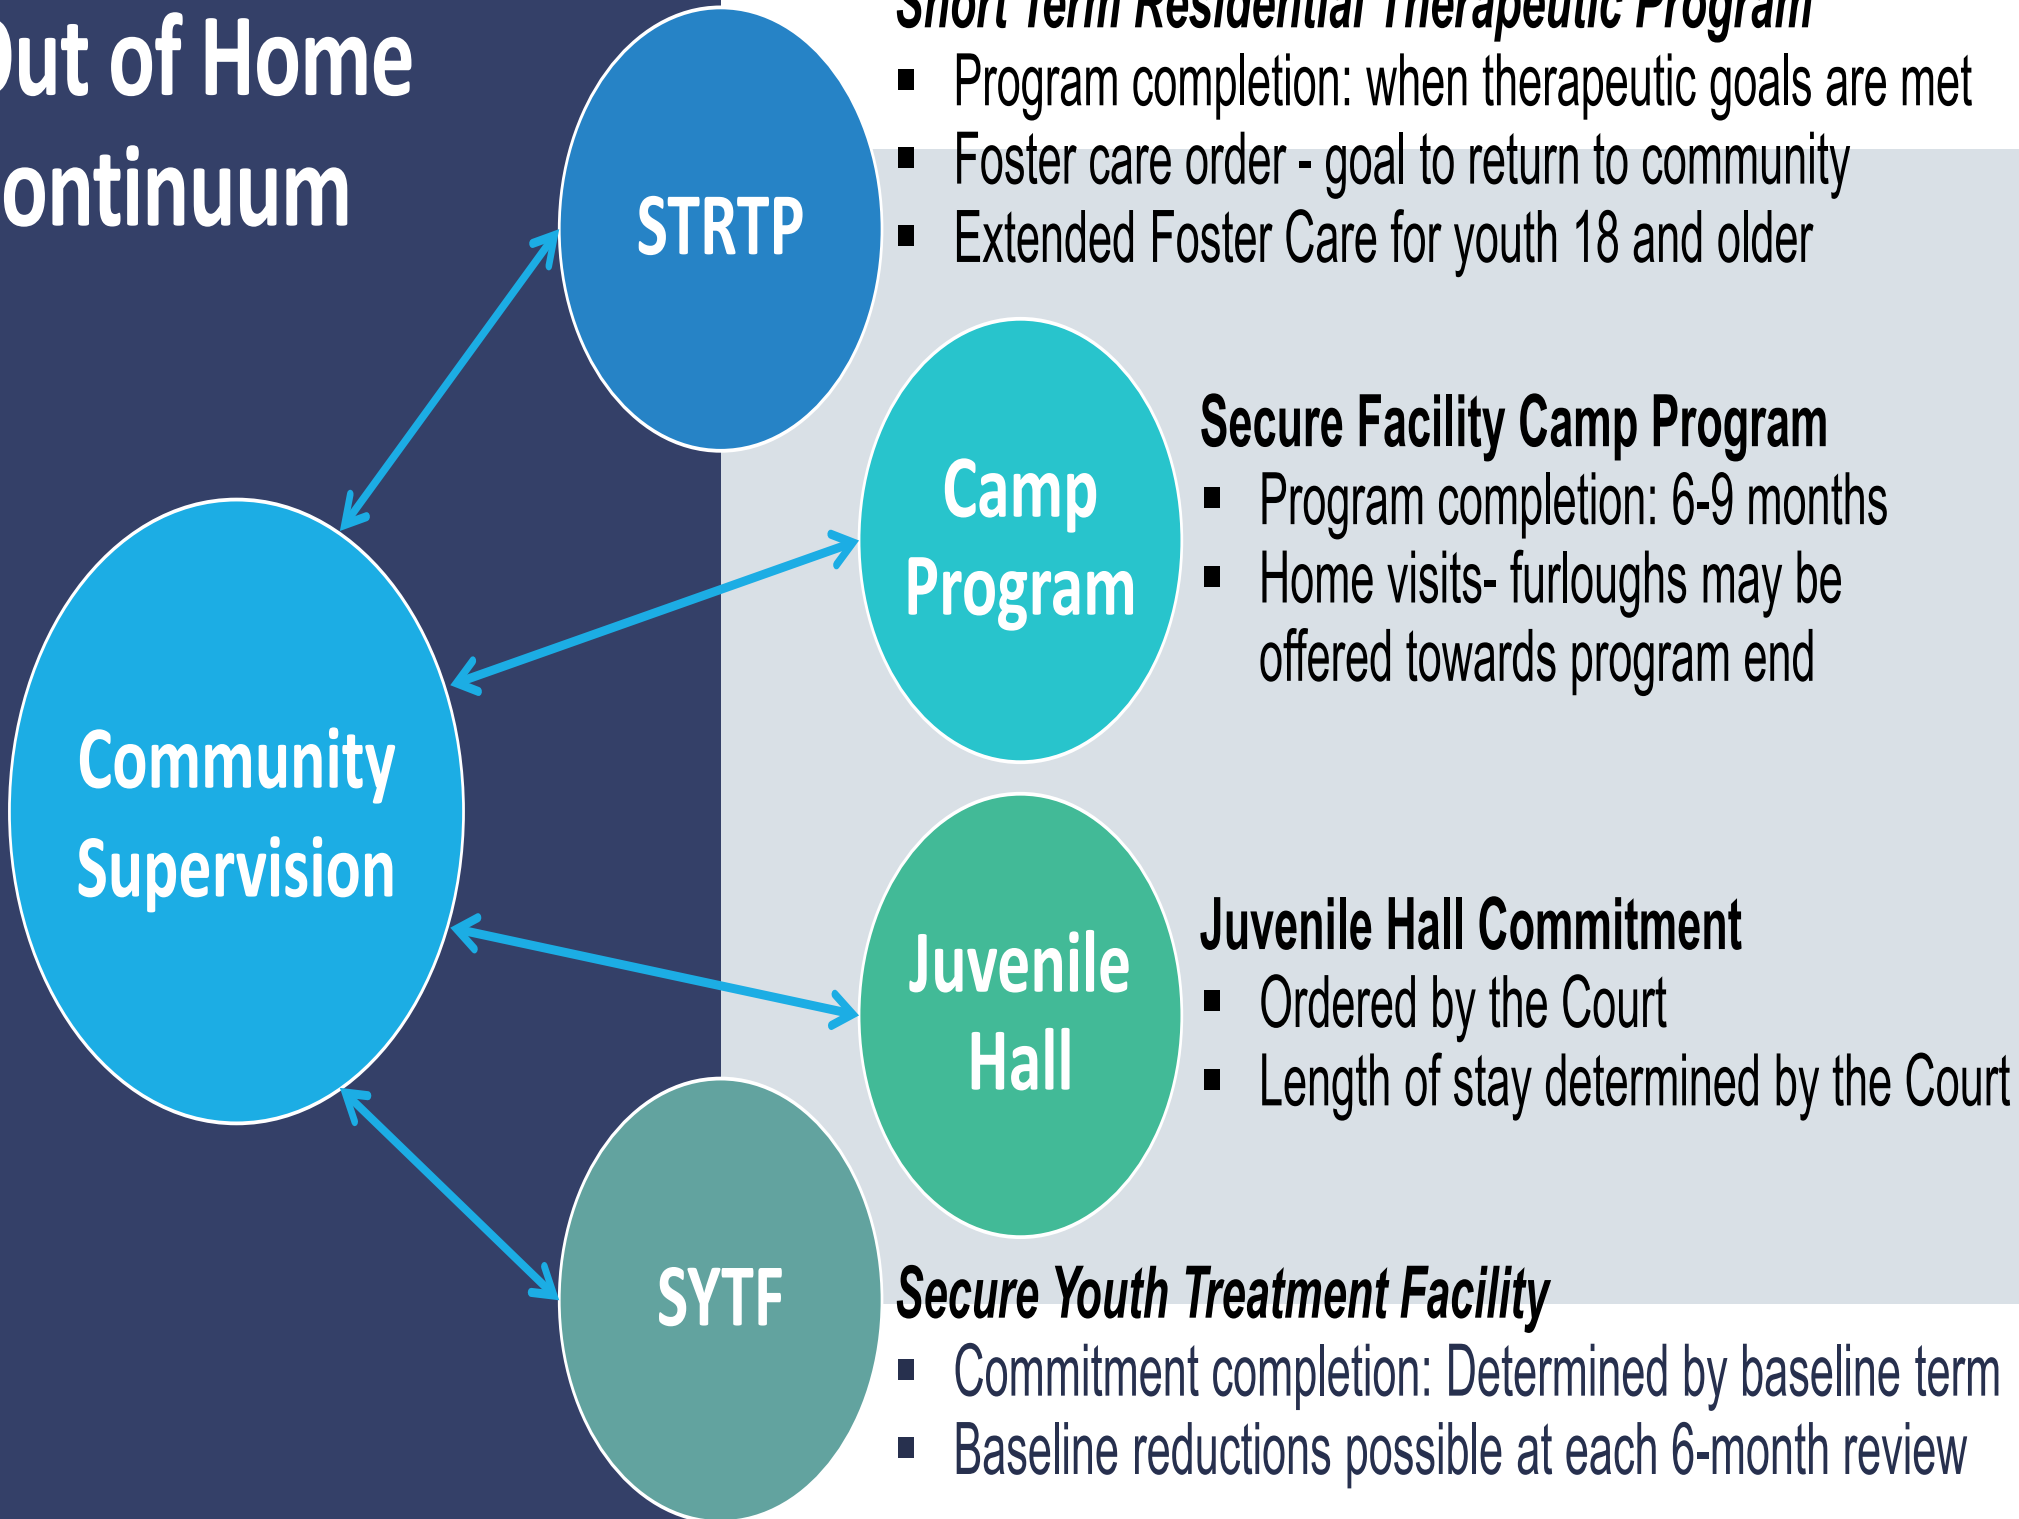 Out of Home
ontinuum
STRTP
Short Term Residential Therapeutic Program
▪ Program completion: when therapeutic goals are met
▪ Foster care order - goal to return to community
▪ Extended Foster Care for youth 18 and older
Camp
Program
Secure Facility Camp Program
▪ Program completion: 6-9 months
▪ Home visits- furloughs may be
offered towards program end
Community
Supervision
Juvenile
Hall
Juvenile Hall Commitment
▪ Ordered by the Court
▪ Length of stay determined by the Court
SYTF
Secure Youth Treatment Facility
▪ Commitment completion: Determined by baseline term
▪ Baseline reductions possible at each 6-month review